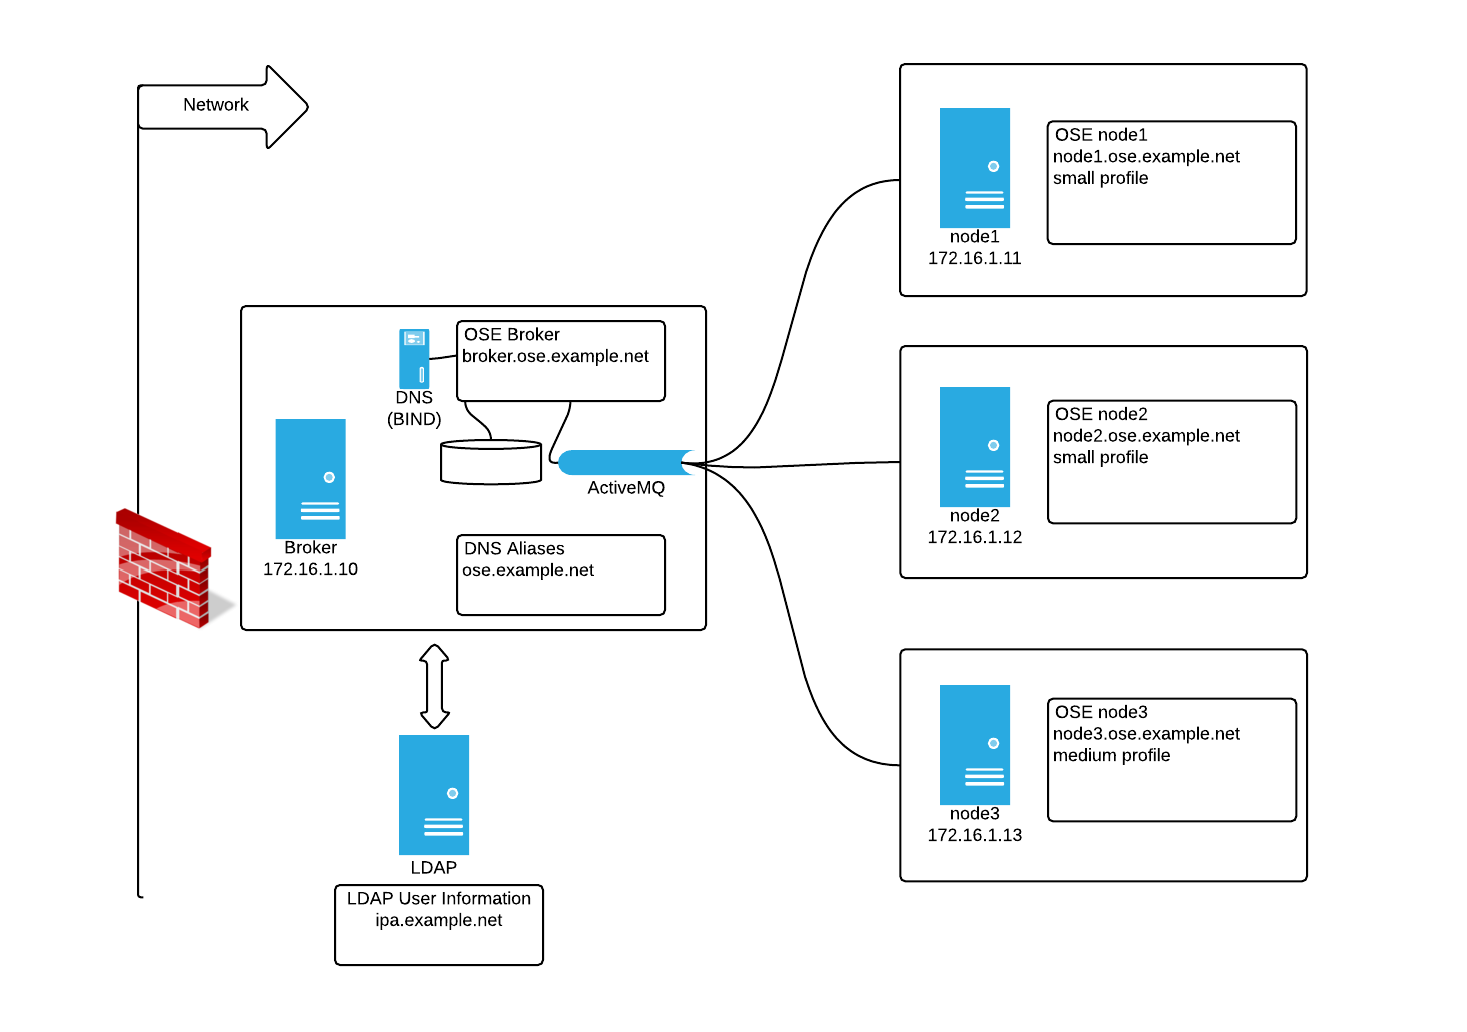 Network
OSE node1
node1.ose.example.net
small profile
node1
172.16.1.11
OSE Broker
broker.ose.example.net
DNS
(BIND)
ActiveMQ
Broker
172.16.1.10
DNS Aliases
ose.example.net
OSE node2
node2.ose.example.net
small profile
node2
172.16.1.12
LDAP
LDAP User Information
ipa.example.net
OSE node3
node3.ose.example.net
medium profile
node3
172.16.1.13